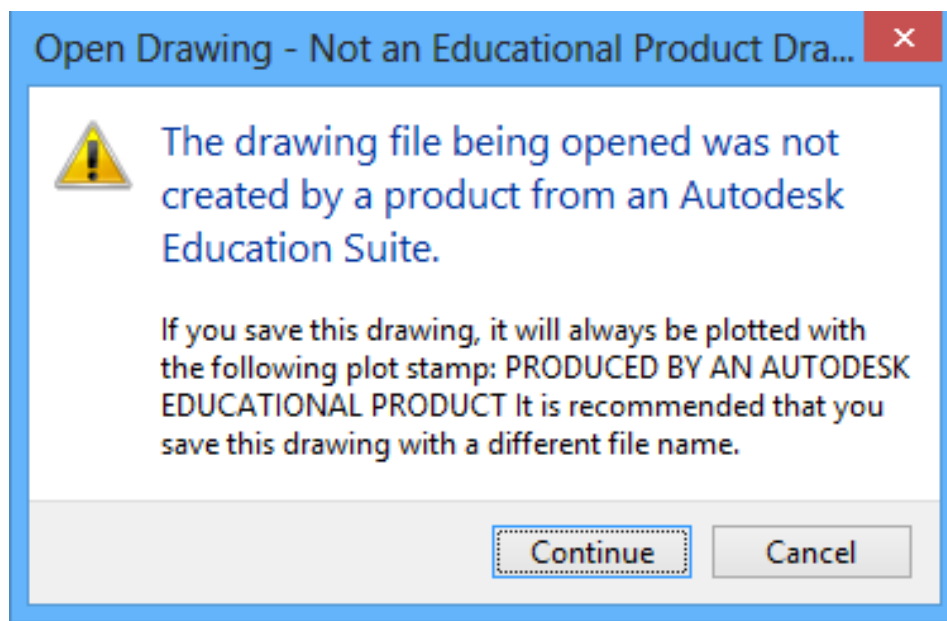 Open Drawing - Not an Educational Product Dra...
The drawing file being opened was not
created by a product from an Autodesk
Education Suite.
If you save this drawing, it will always be plotted with
the following plot stamp: PRODUCED BY AN AUTODESK
EDUCATIONAL PRODUCT It is recommended that you
save this drawing with a different file name.
Continue
Cancel